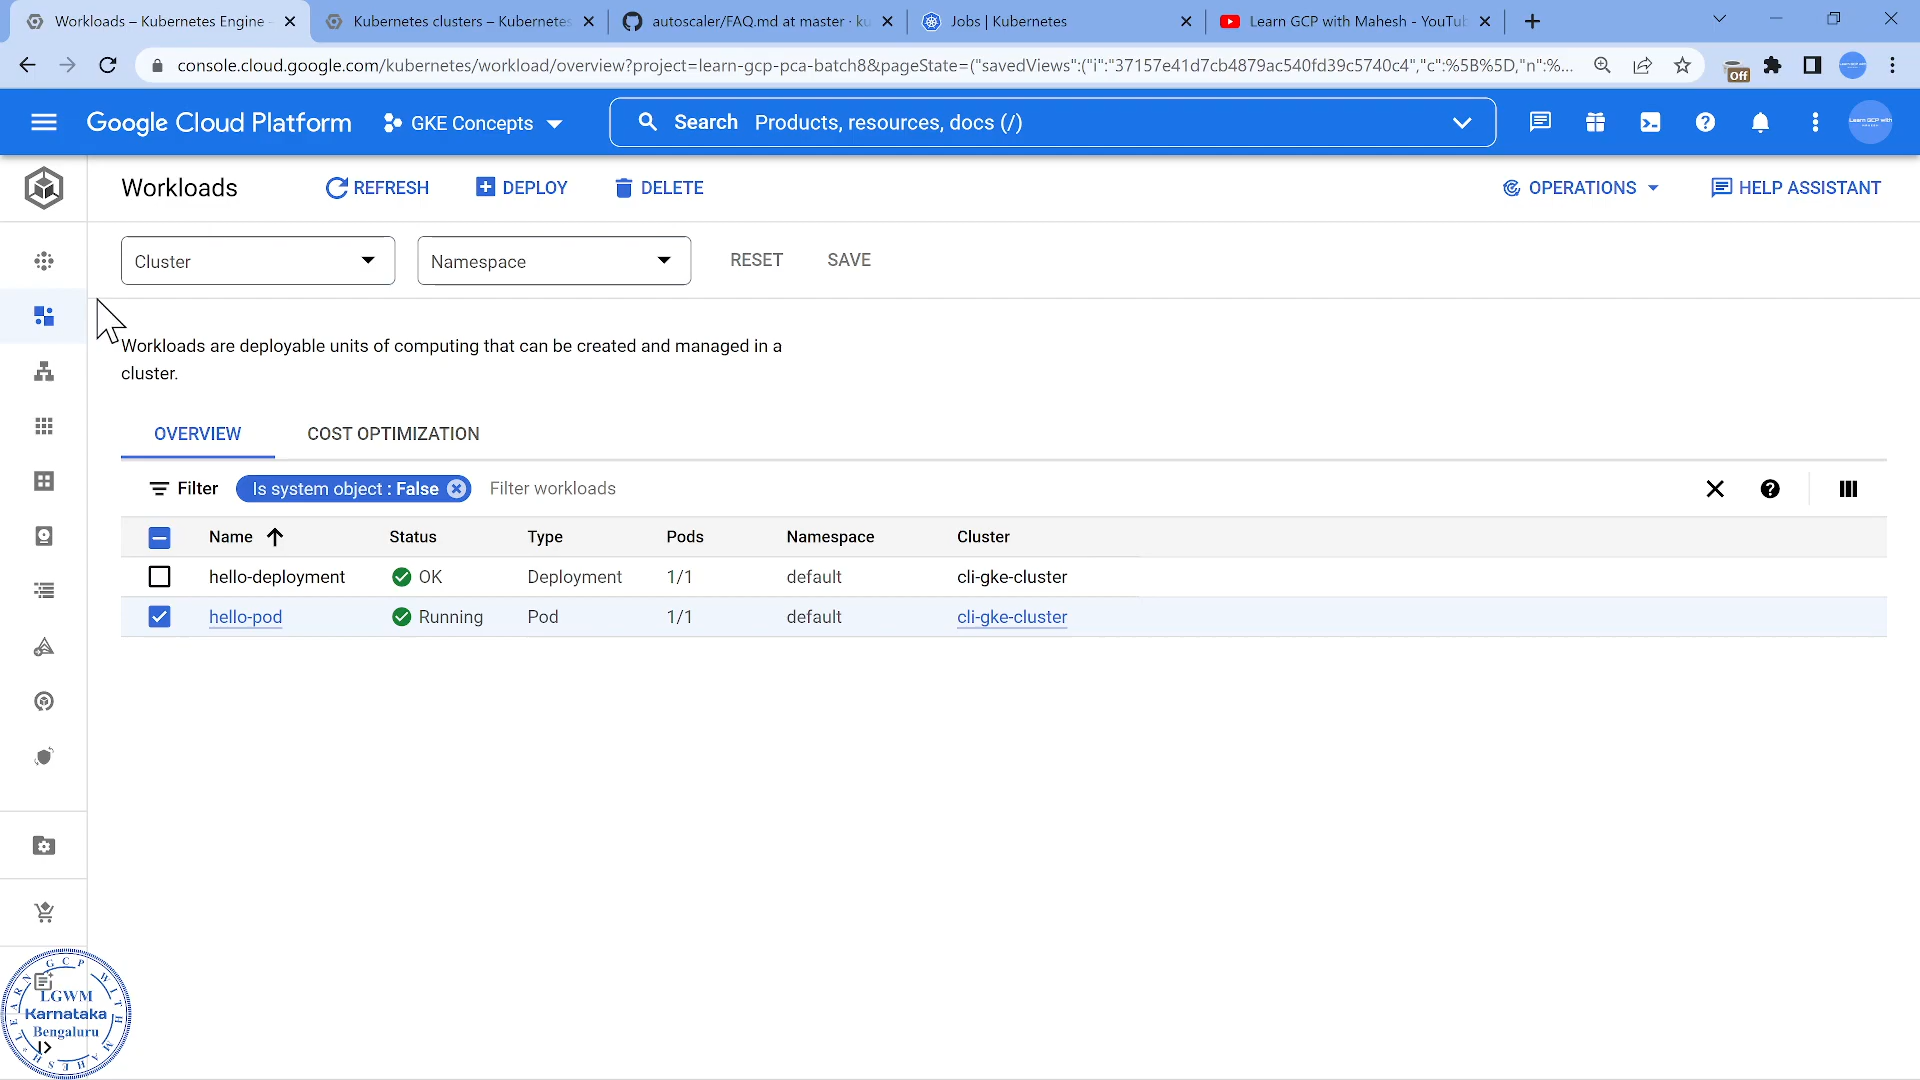 Workloads – Kubernetes Engine -
Kubernetes clusters – Kubernetes
autoscaler/FAQ.md at master · ku
Jobs | Kubernetes
Learn GCP with Mahesh - YouTub
console.cloud.google.com/kubernetes/workload/overview?project=learn-gcp-pca-batch8&pageState=("savedViews":("i":"37157e41d7cb4879ac540fd39c5740c4","c":%5B%5D,"n":%...
Off
Google Cloud Platform
GKE Concepts
Search Products, resources, docs (/)
Workloads
REFRESH
DEPLOY
DELETE
OPERATIONS
HELP ASSISTANT
Cluster
Namespace
RESET
SAVE
Workloads are deployable units of computing that can be created and managed in a
cluster.
OVERVIEW
COST OPTIMIZATION
Filter
Is system object : False
Filter workloads
Name Status Type Pods Namespace Cluster
hello-deployment OK Deployment 1/1 default cli-gke-cluster
hello-pod Running Pod 1/1 default cli-gke-cluster
LEARN GCP WITH MAHESH
LGWM
Karnataka
Bengaluru